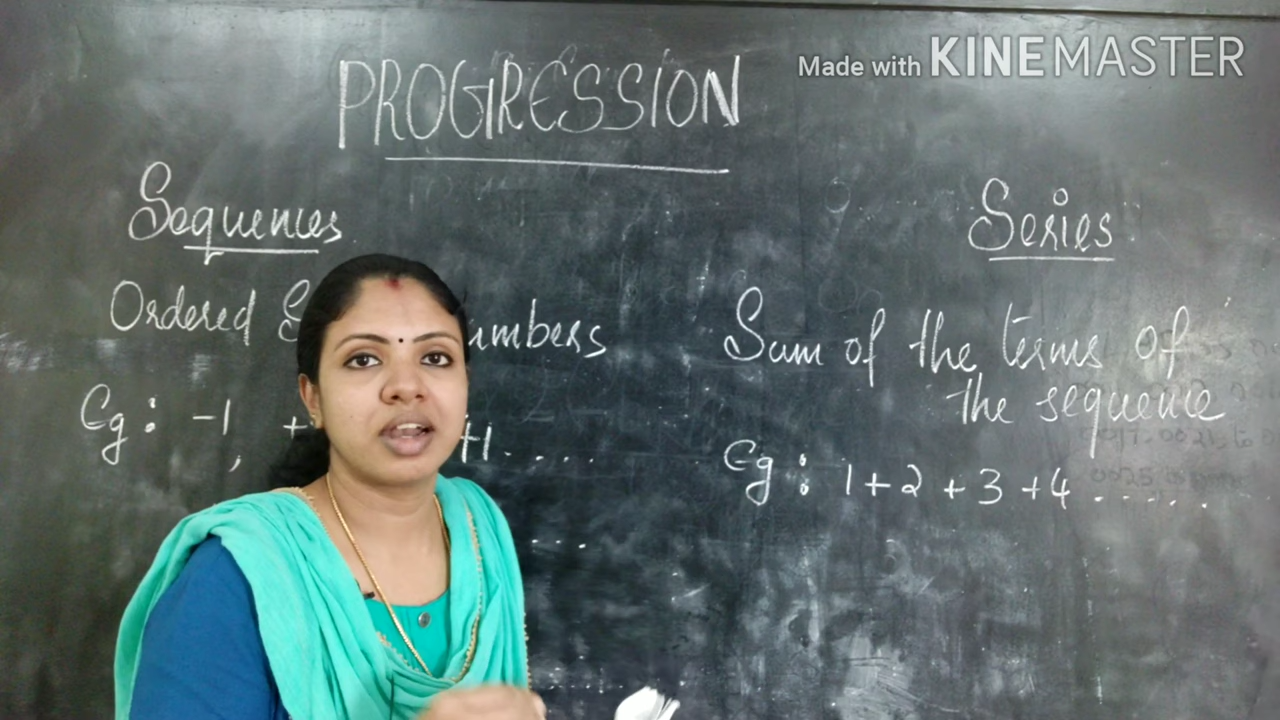 Made with KINEMASTER
PROGRESSION
Sequences
Ordered S umbers
Eg : -1 , + +1 . . . .
Series
Sum of the terms of
the sequence
Eg : 1 + 2 + 3 + 4 . . . . .